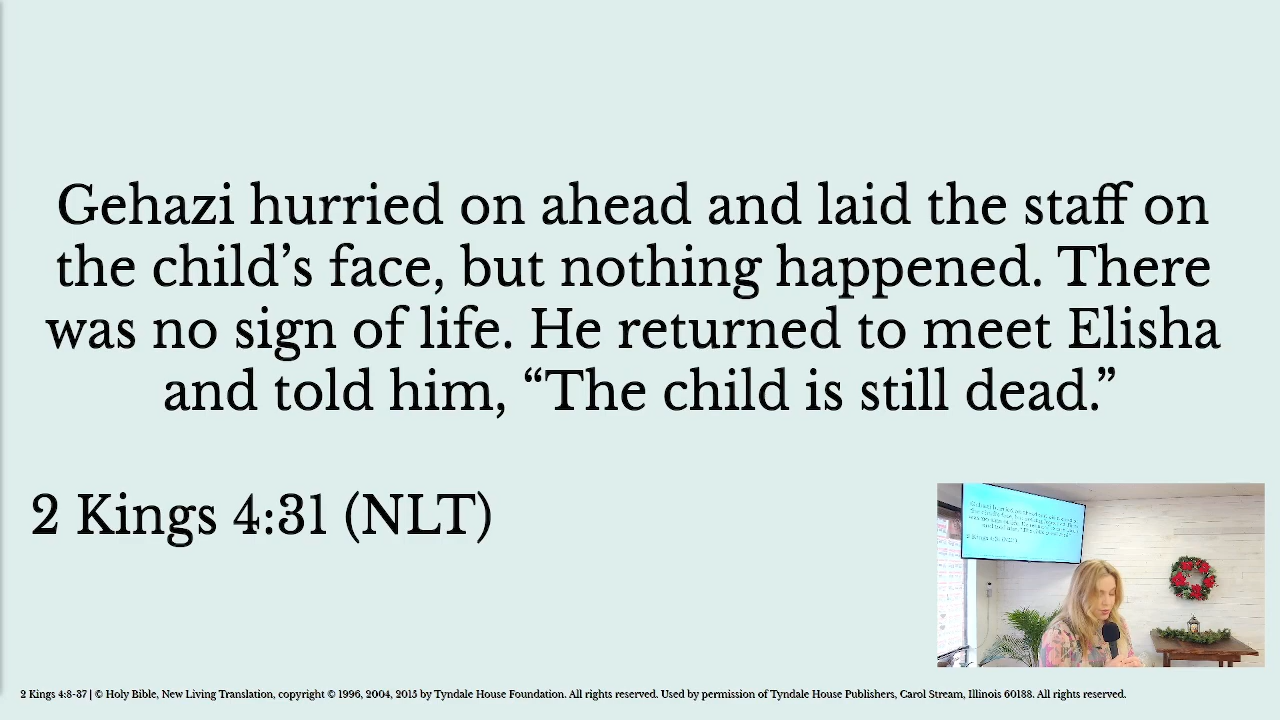 Gehazi hurried on ahead and laid the staff on
the child’s face, but nothing happened. There
was no sign of life. He returned to meet Elisha
and told him, “The child is still dead.”
2 Kings 4:31 (NLT)
2 Kings 4:8-37 | © Holy Bible, New Living Translation, copyright © 1996, 2004, 2015 by Tyndale House Foundation. All rights reserved. Used by permission of Tyndale House Publishers, Carol Stream, Illinois 60188. All rights reserved.